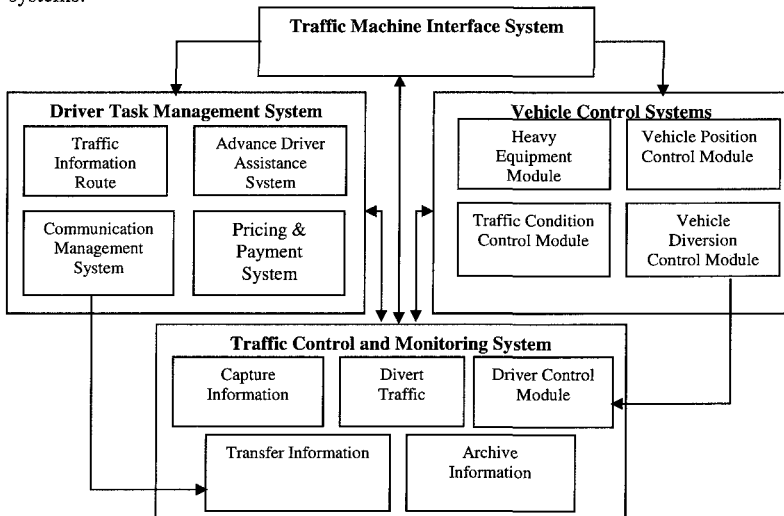 systems.
Traffic Machine Interface System
Driver Task Management System
Traffic
Information
Route
Advance Driver
Assistance
System
Communication
Management
System
Pricing &
Payment
System
Vehicle Control Systems
Heavy
Equipment
Module
Vehicle Position
Control Module
Traffic Condition
Control Module
Vehicle
Diversion
Control Module
Traffic Control and Monitoring System
Capture
Information
Divert
Traffic
Driver Control
Module
Transfer Information
Archive
Information